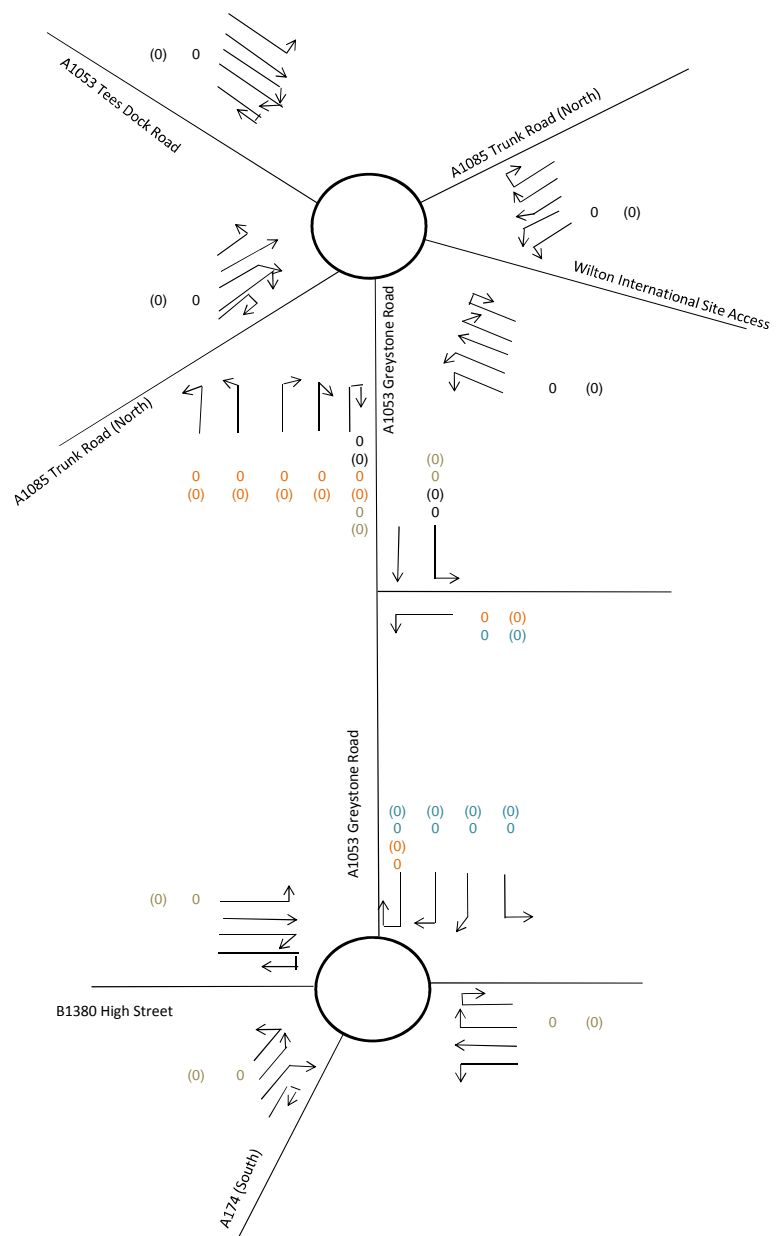 (0) 0
A1053 Tees Dock Road
A1085 Trunk Road (North)
0 (0)
Wilton International Site Access
(0) 0
A1053 Greystone Road
0 (0)
A1085 Trunk Road (North)
0
(0)
0 0 0 0 0
(0) (0) (0) (0) (0)
0
(0)
(0)
0
(0)
0
0 (0)
0 (0)
A1053 Greystone Road
(0) (0) (0) (0)
0 0 0 0
(0)
0
(0) 0
B1380 High Street
0 (0)
(0) 0
A174 (South)